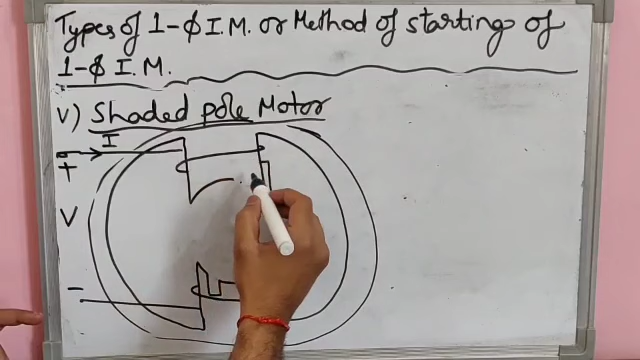 Types of 1-ϕ I.M. or Method of starting of
1-ϕ I.M.
V) Shaded pole Motor
I
+
V
-